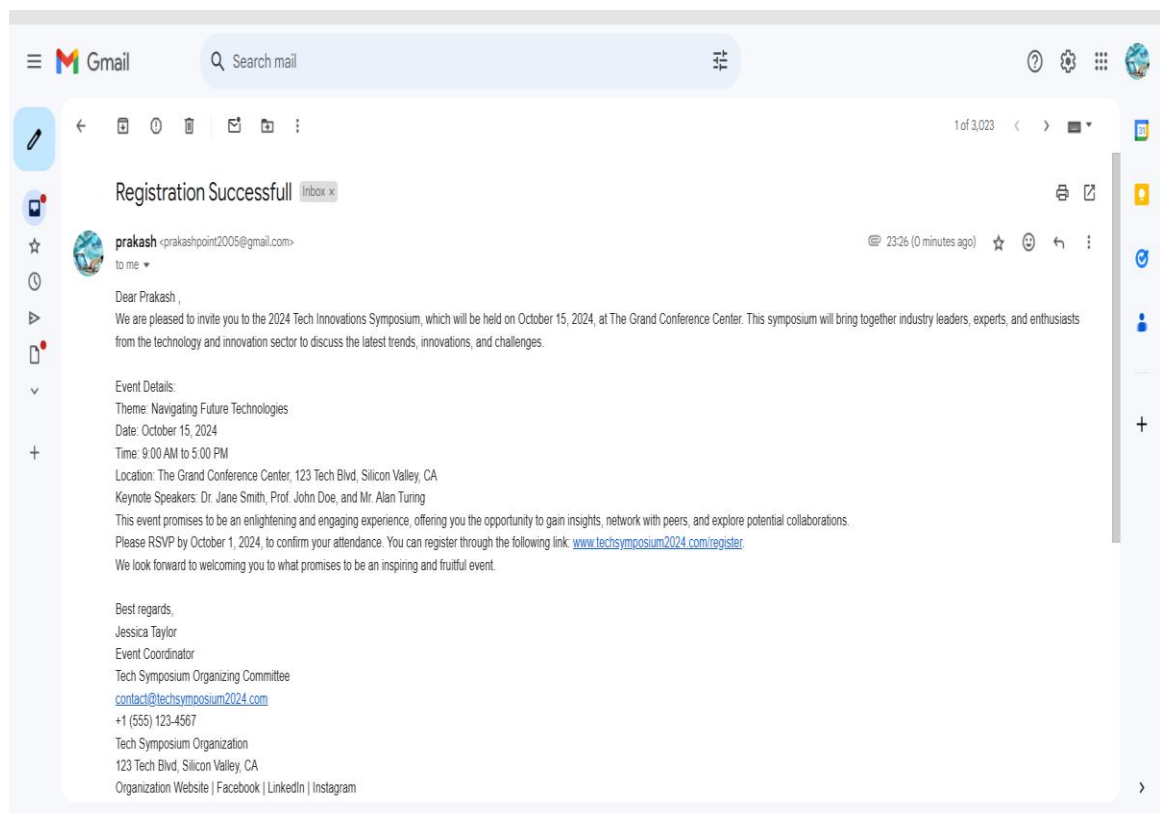 Gmail
Search mail
1 of 3,023
31
Registration Successfull Inbox ×
prakash <prakashpoint2005@gmail.com>
23:26 (0 minutes ago)
to me
Dear Prakash ,
We are pleased to invite you to the 2024 Tech Innovations Symposium, which will be held on October 15, 2024, at The Grand Conference Center. This symposium will bring together industry leaders, experts, and enthusiasts
from the technology and innovation sector to discuss the latest trends, innovations, and challenges.
Event Details:
Theme: Navigating Future Technologies
Date: October 15, 2024
Time: 9:00 AM to 5:00 PM
Location: The Grand Conference Center, 123 Tech Blvd, Silicon Valley, CA
Keynote Speakers: Dr. Jane Smith, Prof. John Doe, and Mr. Alan Turing
This event promises to be an enlightening and engaging experience, offering you the opportunity to gain insights, network with peers, and explore potential collaborations.
Please RSVP by October 1, 2024, to confirm your attendance. You can register through the following link: www.techsymposium2024.com/register.
We look forward to welcoming you to what promises to be an inspiring and fruitful event.
Best regards,
Jessica Taylor
Event Coordinator
Tech Symposium Organizing Committee
contact@techsymposium2024.com
+1 (555) 123-4567
Tech Symposium Organization
123 Tech Blvd, Silicon Valley, CA
Organization Website | Facebook | LinkedIn | Instagram